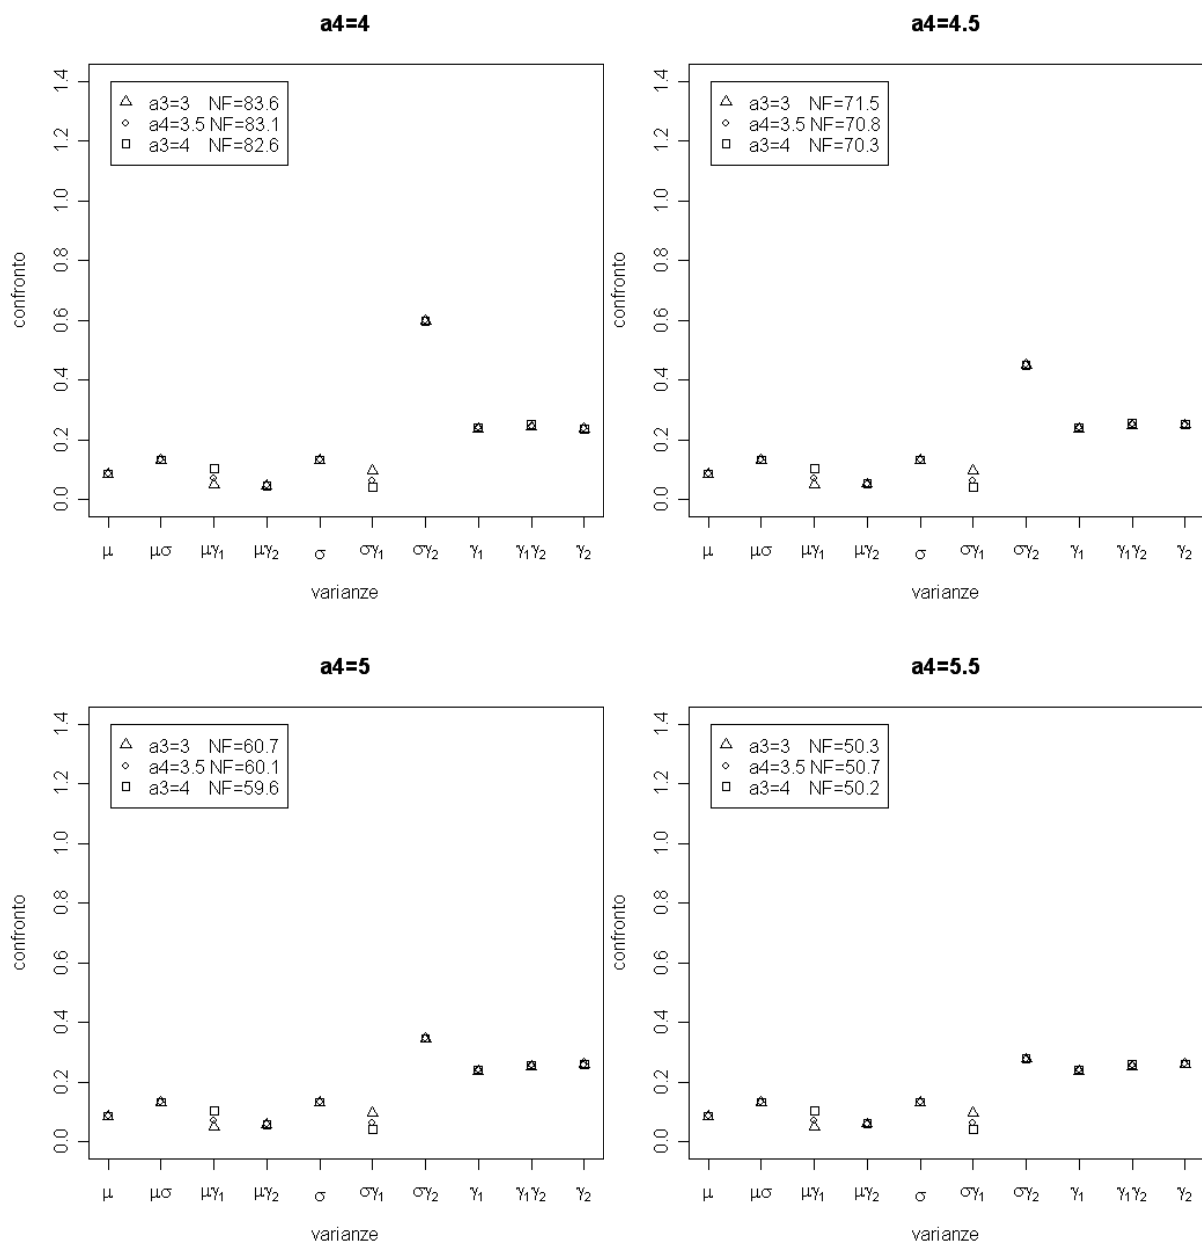 a4=4
1.4
1.2
1.0
0.8
0.6
0.4
0.2
0.0
confronto
a3=3 NF=83.6
a4=3.5 NF=83.1
a3=4 NF=82.6
μ μσ μγ1 μγ2 σ σγ1 σγ2 γ1 γ1γ2 γ2
varianze
a4=4.5
1.4
1.2
1.0
0.8
0.6
0.4
0.2
0.0
confronto
a3=3 NF=71.5
a4=3.5 NF=70.8
a3=4 NF=70.3
μ μσ μγ1 μγ2 σ σγ1 σγ2 γ1 γ1γ2 γ2
varianze
a4=5
1.4
1.2
1.0
0.8
0.6
0.4
0.2
0.0
confronto
a3=3 NF=60.7
a4=3.5 NF=60.1
a3=4 NF=59.6
μ μσ μγ1 μγ2 σ σγ1 σγ2 γ1 γ1γ2 γ2
varianze
a4=5.5
1.4
1.2
1.0
0.8
0.6
0.4
0.2
0.0
confronto
a3=3 NF=50.3
a4=3.5 NF=50.7
a3=4 NF=50.2
μ μσ μγ1 μγ2 σ σγ1 σγ2 γ1 γ1γ2 γ2
varianze